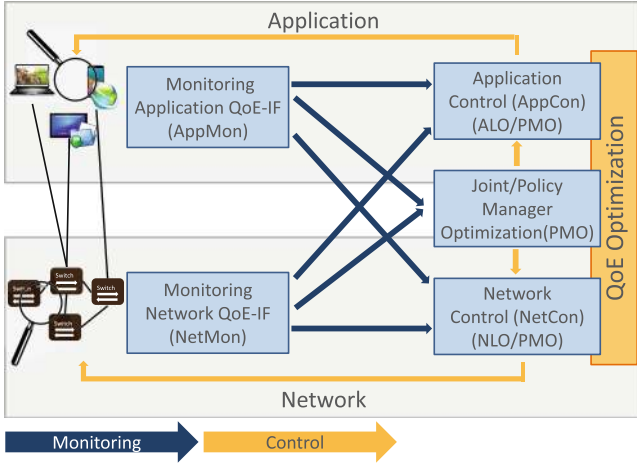 Application
Monitoring
Application QoE-IF
(AppMon)
Application
Control (AppCon)
(ALO/PMO)
Joint/Policy
Manager
Optimization(PMO)
QoE Optimization
Switch
Switch
Switch
Switch
Monitoring
Network QoE-IF
(NetMon)
Network
Control (NetCon)
(NLO/PMO)
Network
Monitoring
Control